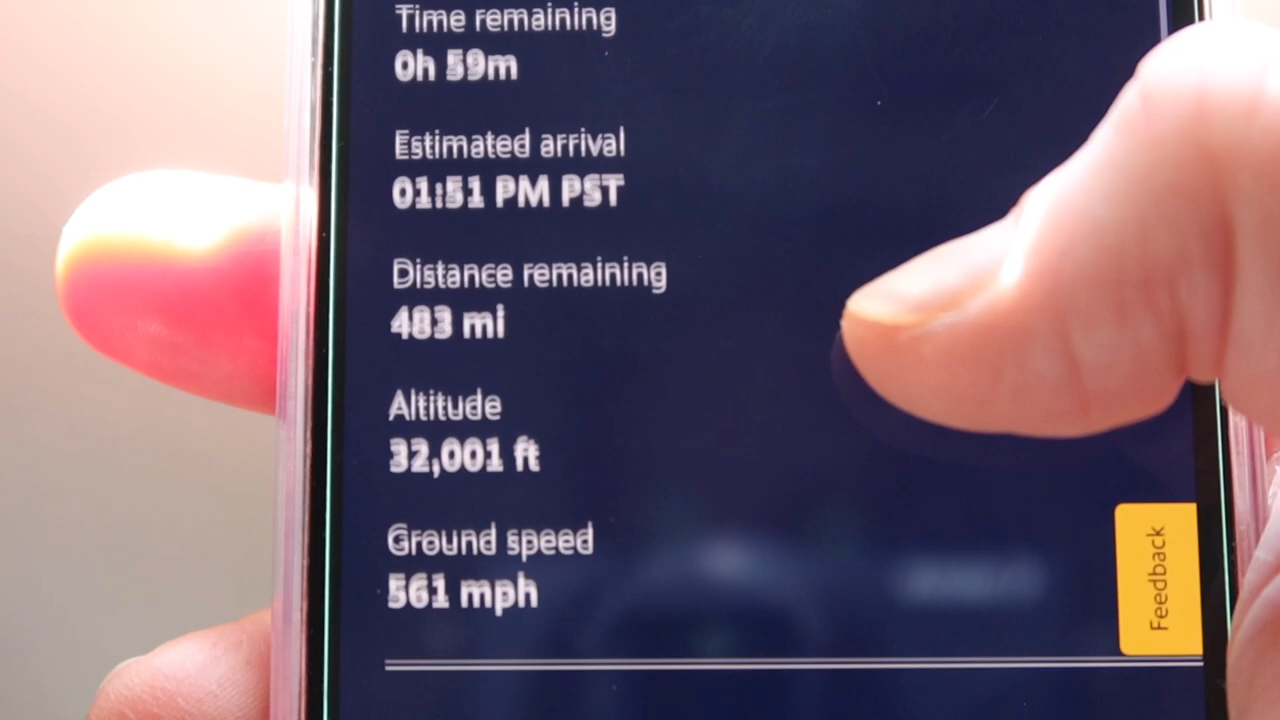 Time remaining
0h 59m
Estimated arrival
01:51 PM PST
Distance remaining
483 mi
Altitude
32,001 ft
Ground speed
561 mph
Feedback